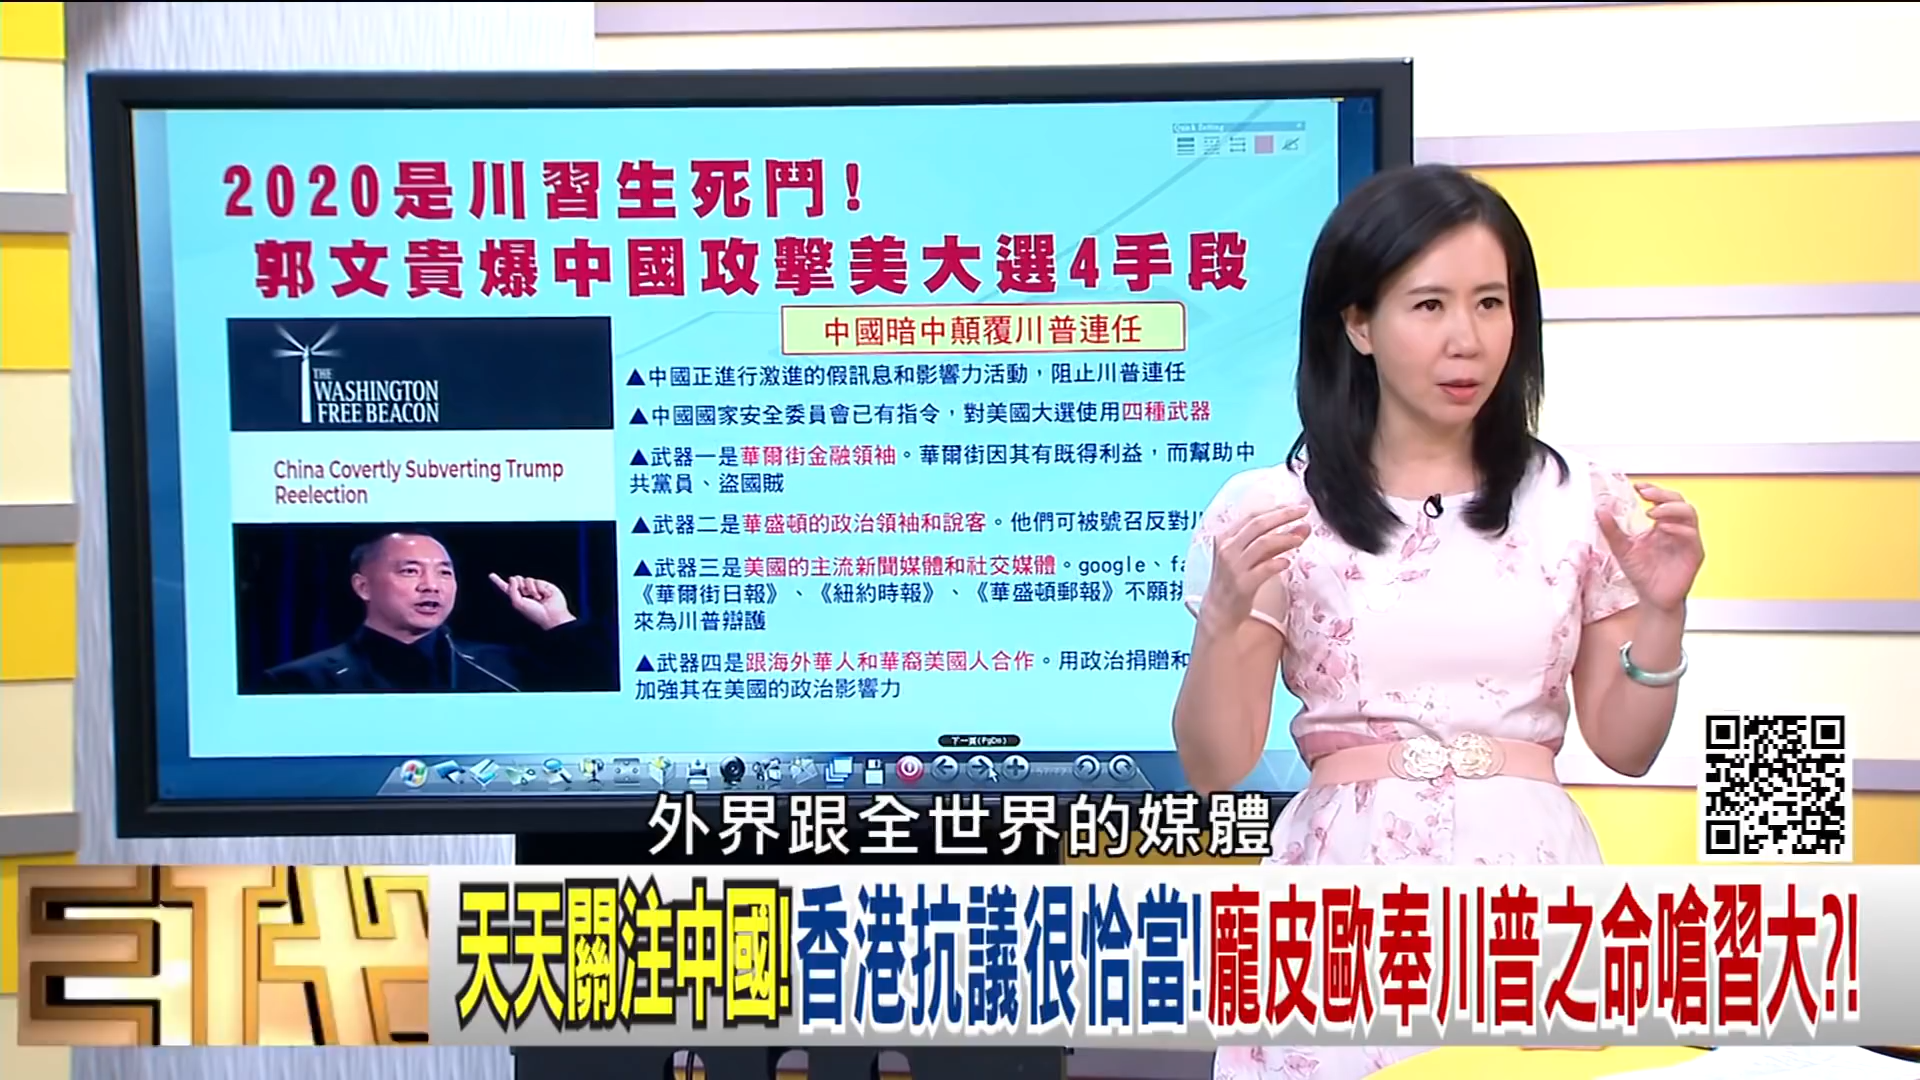 2020是川習生死鬥!
郭文貴爆中國攻擊美大選4手段
Quick Setting
THE
WASHINGTON
FREE BEACON
China Covertly Subverting Trump
Reelection
中國暗中顛覆川普連任
▲中國正進行激進的假訊息和影響力活動，阻止川普連任
▲中國國家安全委員會已有指令，對美國大選使用四種武器
▲武器一是華爾街金融領袖。華爾街因其有既得利益，而幫助中
共黨員、盜國賊
▲武器二是華盛頓的政治領袖和說客。他們可被號召反對川
▲武器三是美國的主流新聞媒體和社交媒體。google、fa
《華爾街日報》、《紐約時報》、《華盛頓郵報》不願扮
來為川普辯護
▲武器四是跟海外華人和華裔美國人合作。用政治捐贈和
加強其在美國的政治影響力
下一頁(PgDn)
外界跟全世界的媒體
天天關注中國!香港抗議很恰當!龐皮歐奉川普之命嗆習大?!